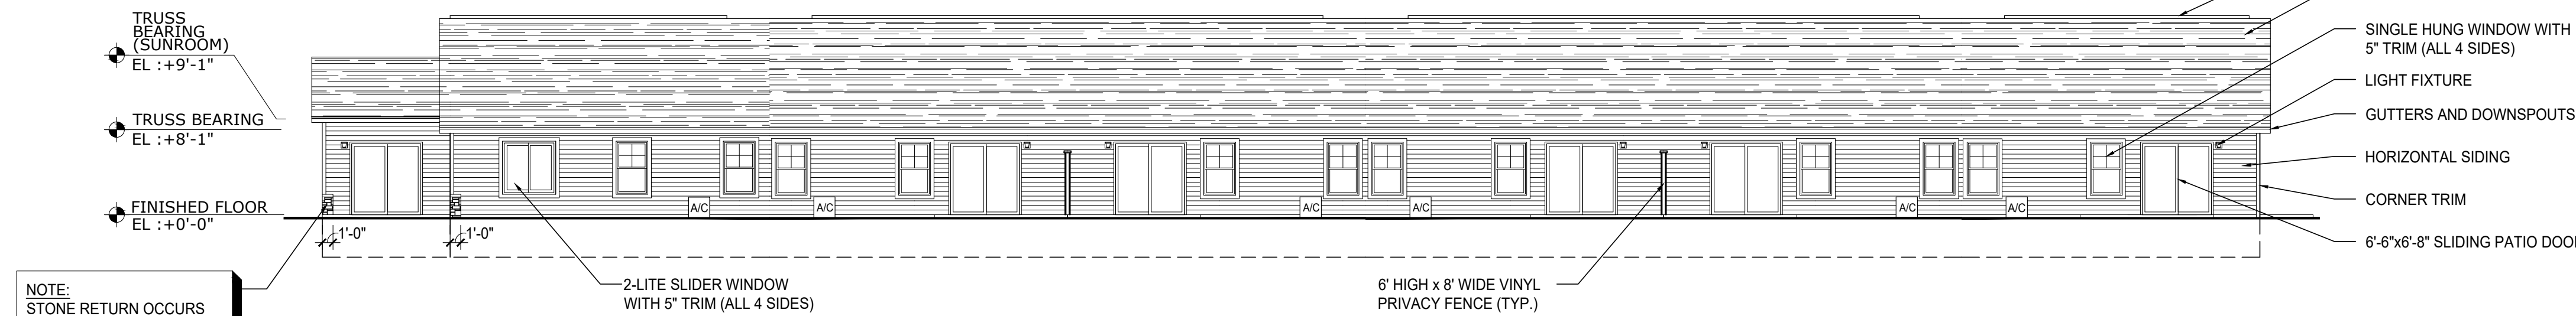 TRUSS
BEARING
(SUNROOM)
EL :+9'-1"
TRUSS BEARING
EL :+8'-1"
FINISHED FLOOR
EL :+0'-0"
1'-0"
1'-0"
NOTE:
STONE RETURN OCCURS
A/C
A/C
A/C
A/C
A/C
A/C
2-LITE SLIDER WINDOW
WITH 5" TRIM (ALL 4 SIDES)
6' HIGH x 8' WIDE VINYL
PRIVACY FENCE (TYP.)
SINGLE HUNG WINDOW WITH
5" TRIM (ALL 4 SIDES)
LIGHT FIXTURE
GUTTERS AND DOWNSPOUTS
HORIZONTAL SIDING
CORNER TRIM
6'-6"x6'-8" SLIDING PATIO